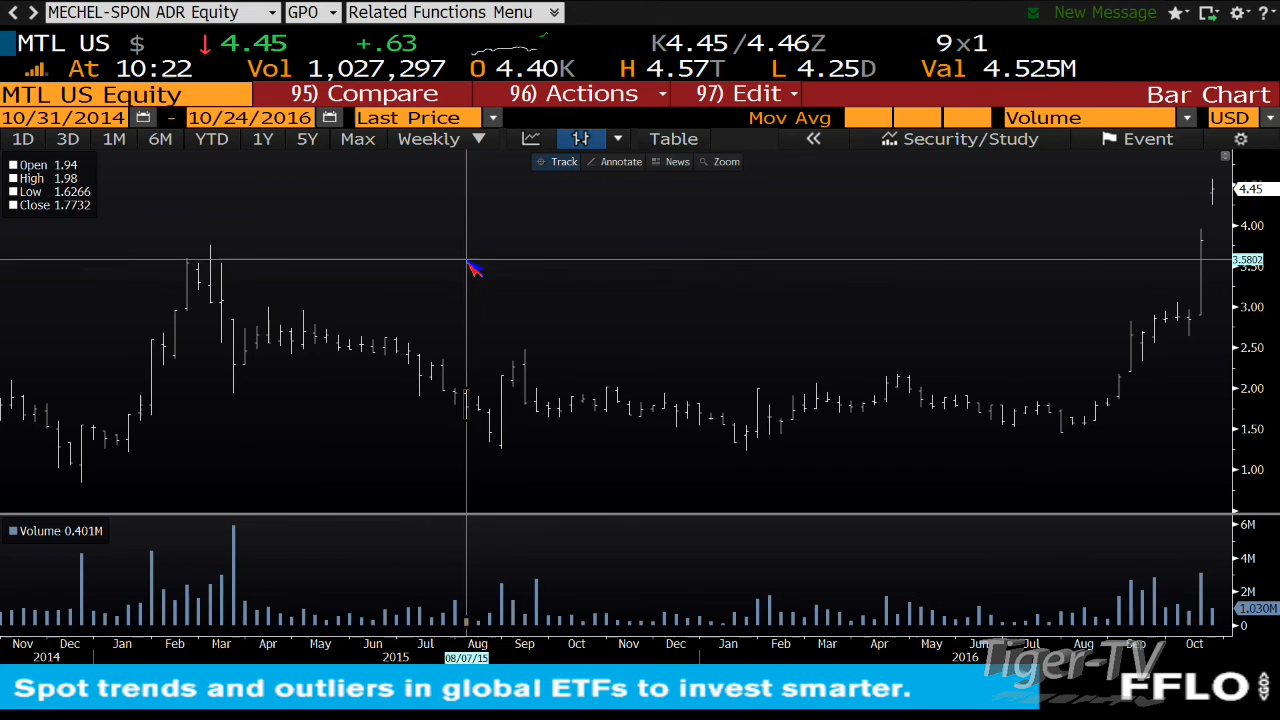 MECHEL-SPON ADR Equity GPO Related Functions Menu New Message ?
MTL US $ 4.45 +.63 K4.45 /4.46Z 9x1
At 10:22 Vol 1,027,297 O 4.40K H 4.57T L 4.25D Val 4.525M
MTL US Equity 95) Compare 96) Actions 97) Edit Bar Chart
10/31/2014 - 10/24/2016 Last Price Mov Avg Volume USD
1D 3D 1M 6M YTD 1Y 5Y Max Weekly Table Security/Study Event
Track Annotate News Zoom
Open 1.94
High 1.98
Low 1.6266
Close 1.7732
4.45
4.00
3.5802
3.50
3.00
2.50
2.00
1.50
1.00
Volume 0.401M
6M
4M
2M
1.030M
0
Nov Dec Jan Feb Mar Apr May Jun Jul Aug Sep Oct Nov Dec Jan Feb Mar Apr May Jun Jul Aug Sep Oct
2014 2015 08/07/15 2016
Tiger-TV
Spot trends and outliers in global ETFs to invest smarter. FFLO GO